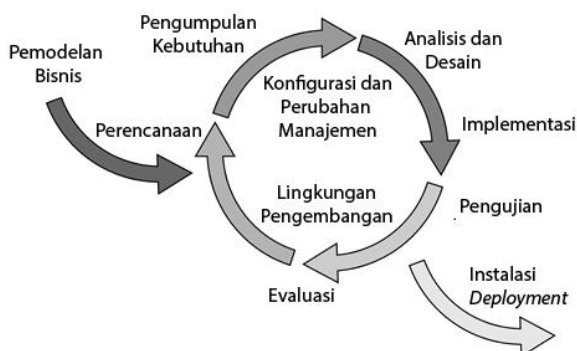 Pengumpulan
Kebutuhan
Analisis dan
Desain
Pemodelan
Bisnis
Konfigurasi dan
Perubahan
Manajemen
Perencanaan
Implementasi
Lingkungan
Pengembangan
Pengujian
Evaluasi
Instalasi
Deployment